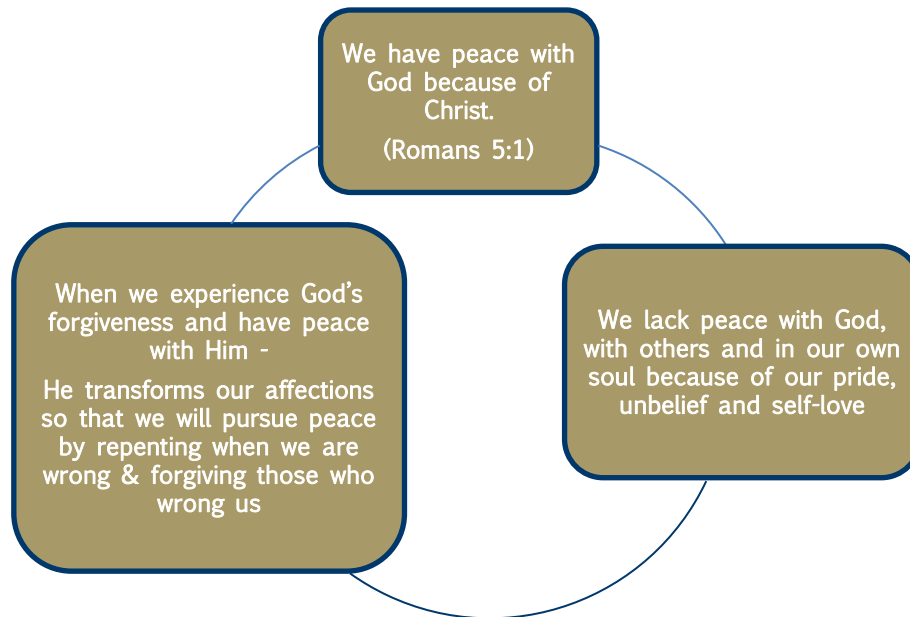 We have peace with
God because of
Christ.
(Romans 5:1)
We lack peace with God,
with others and in our own
soul because of our pride,
unbelief and self-love
When we experience God’s
forgiveness and have peace
with Him -
He transforms our affections
so that we will pursue peace
by repenting when we are
wrong & forgiving those who
wrong us